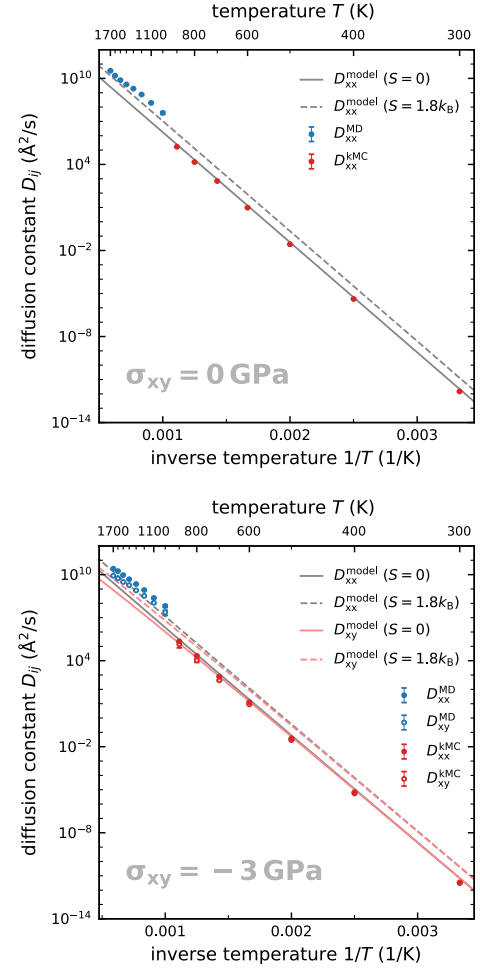 temperature T (K)
1700 1100 800 600 400 300
D_xx^model (S = 0)
D_xx^model (S = 1.8k_B)
D_xx^MD
D_xx^kMC
10^10
10^4
10^−2
10^−8
10^−14
diffusion constant D_ij (Å²/s)
σ_xy = 0 GPa
0.001 0.002 0.003
inverse temperature 1/T (1/K)
temperature T (K)
1700 1100 800 600 400 300
D_xx^model (S = 0)
D_xx^model (S = 1.8k_B)
D_xy^model (S = 0)
D_xy^model (S = 1.8k_B)
D_xx^MD
D_xy^MD
D_xx^kMC
D_xy^kMC
10^10
10^4
10^−2
10^−8
10^−14
diffusion constant D_ij (Å²/s)
σ_xy = −3 GPa
0.001 0.002 0.003
inverse temperature 1/T (1/K)